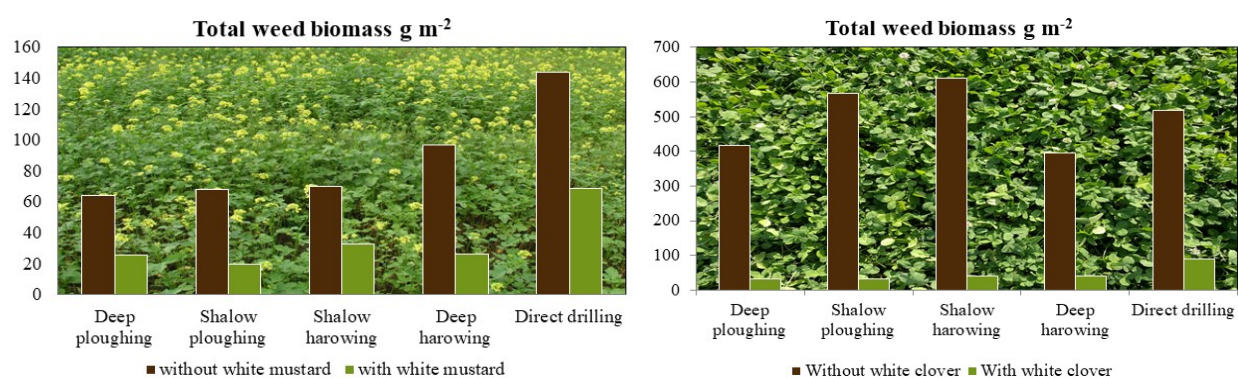 Total weed biomass g m-2
160
140
120
100
80
60
40
20
0
Deep ploughing
Shalow ploughing
Shalow harowing
Deep harowing
Direct drilling
without white mustard
with white mustard
Total weed biomass g m-2
700
600
500
400
300
200
100
0
Deep ploughing
Shalow ploughing
Shalow harowing
Deep harowing
Direct drilling
Without white clover
With white clover